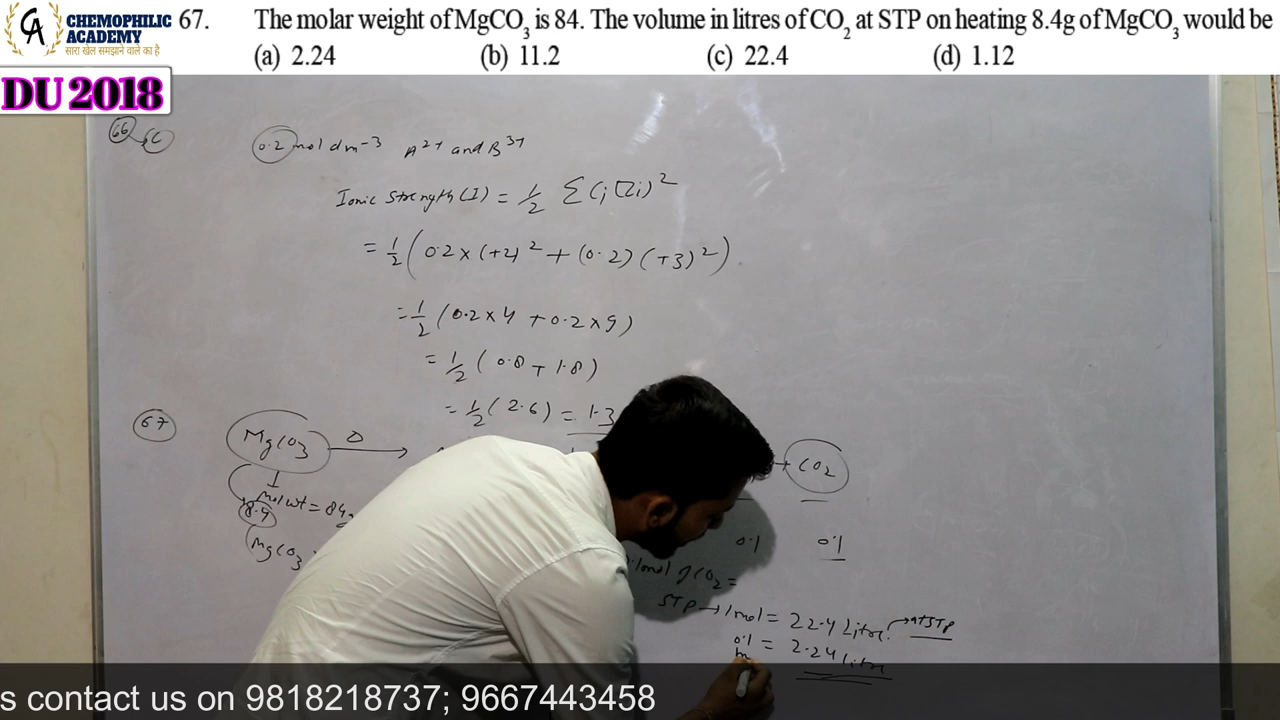 CHEMOPHILIC
ACADEMY
सारा खेल समझाने वाले का है
67. The molar weight of MgCO₃ is 84. The volume in litres of CO₂ at STP on heating 8.4g of MgCO₃ would be
(a) 2.24 (b) 11.2 (c) 22.4 (d) 1.12
DU 2018
66 → C
0.2 mol dm⁻³ A²⁺ and B³⁺
Ionic Strength (I) = 1/2 Σ Ci (Zi)²
= 1/2 (0.2 × (+2)² + (0.2) (+3)²)
= 1/2 (0.2 × 4 + 0.2 × 9)
= 1/2 (0.8 + 1.8)
= 1/2 (2.6) = 1.3
67 MgCO₃ Δ → + CO₂
mol wt = 84
8.4
MgCO₃
0.1 0.1
mol of CO₂ =
STP → 1 mol = 22.4 Litre → at STP
0.1 = 2.24 litre
m
s contact us on 9818218737; 9667443458